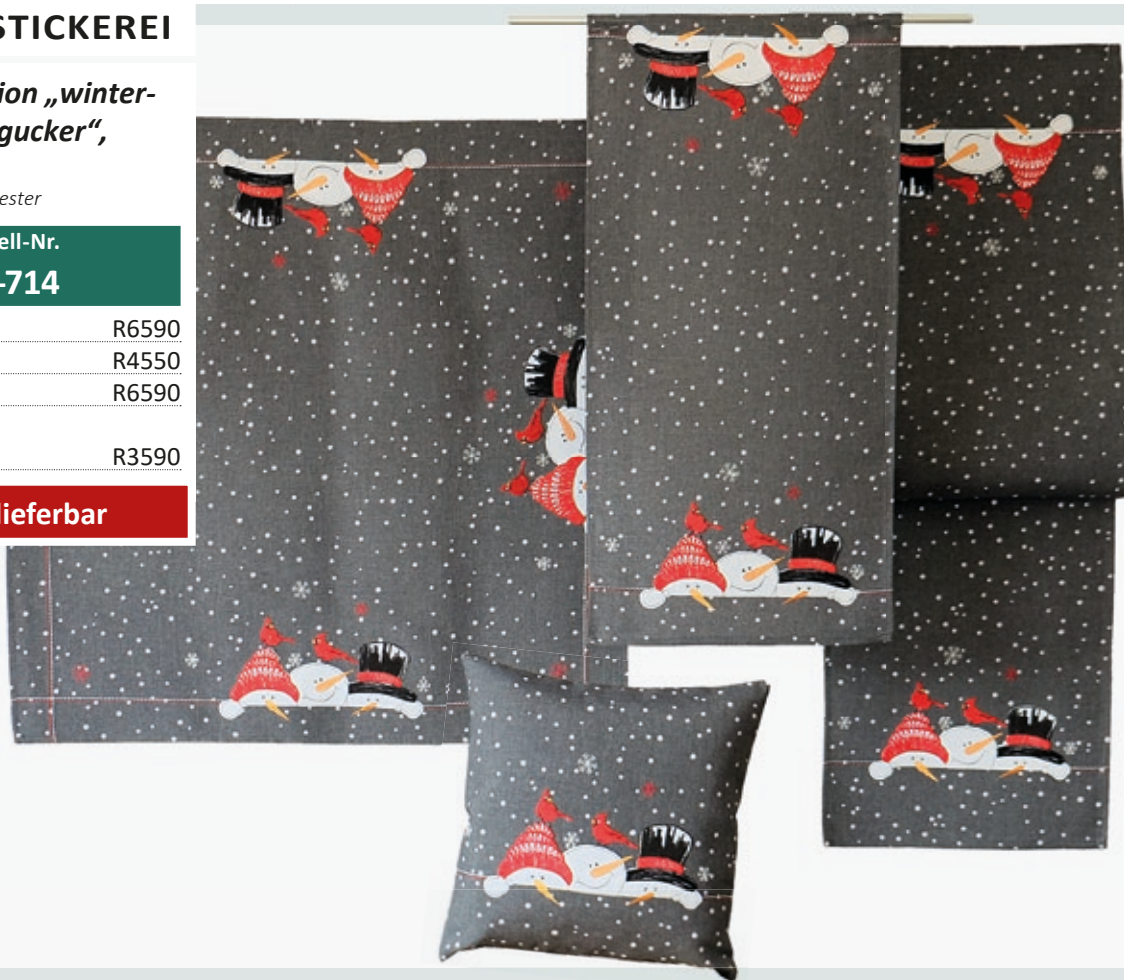 STICKEREI
ion „winter-
gucker“,
ester
ell-Nr.
-714
R6590
R4550
R6590
R3590
lieferbar